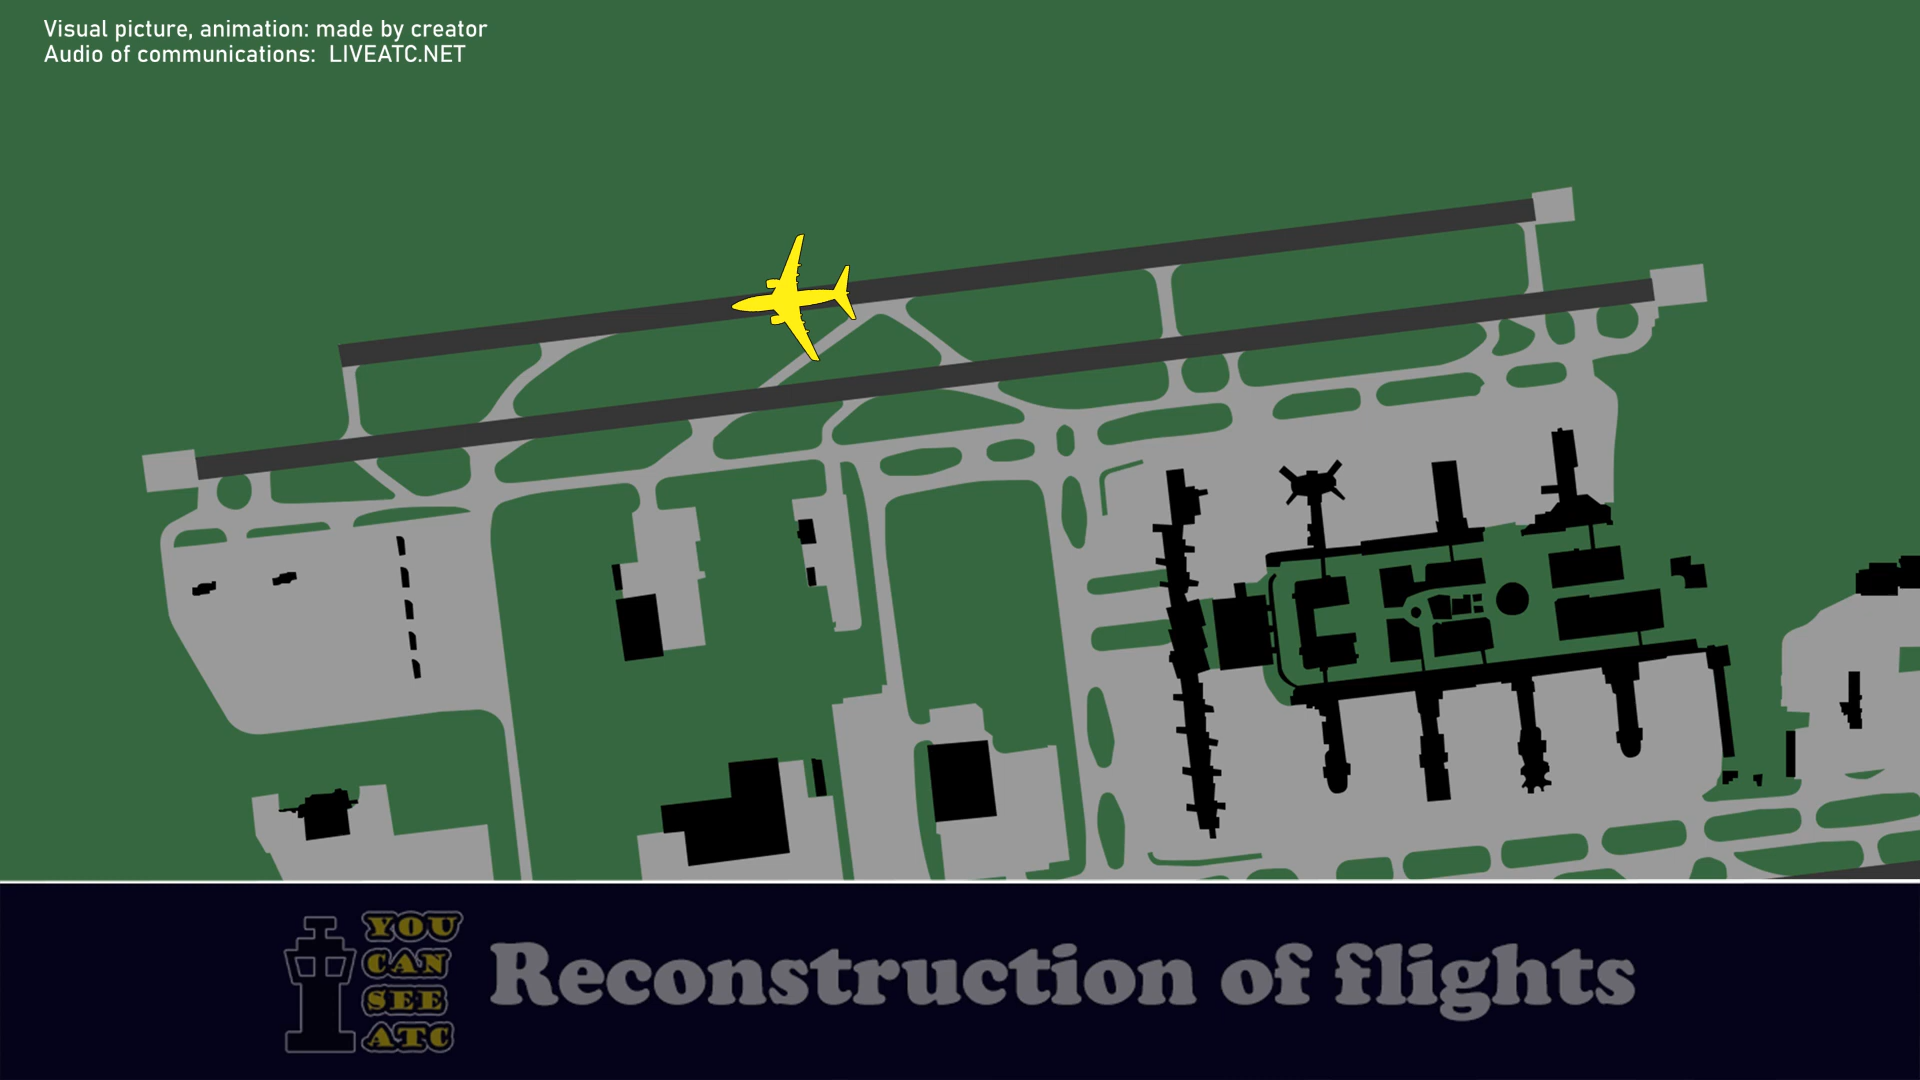 Visual picture, animation: made by creator
Audio of communications: LIVEATC.NET
YOU
CAN
SEE
ATC
Reconstruction of flights